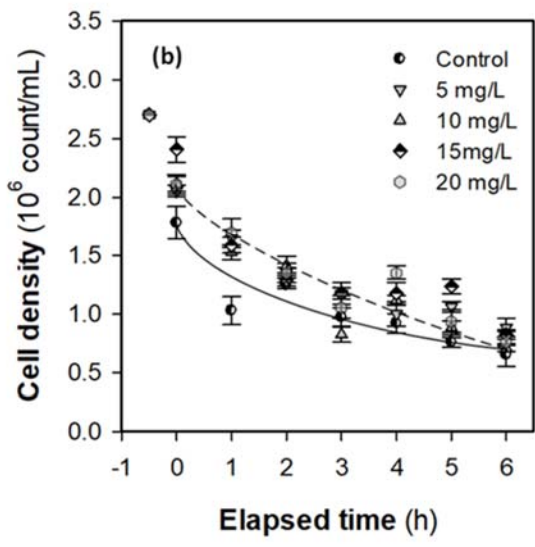 (b)
Control
5 mg/L
10 mg/L
15mg/L
20 mg/L
3.5
3.0
2.5
2.0
1.5
1.0
0.5
0.0
Cell density (10⁶ count/mL)
-1 0 1 2 3 4 5 6
Elapsed time (h)